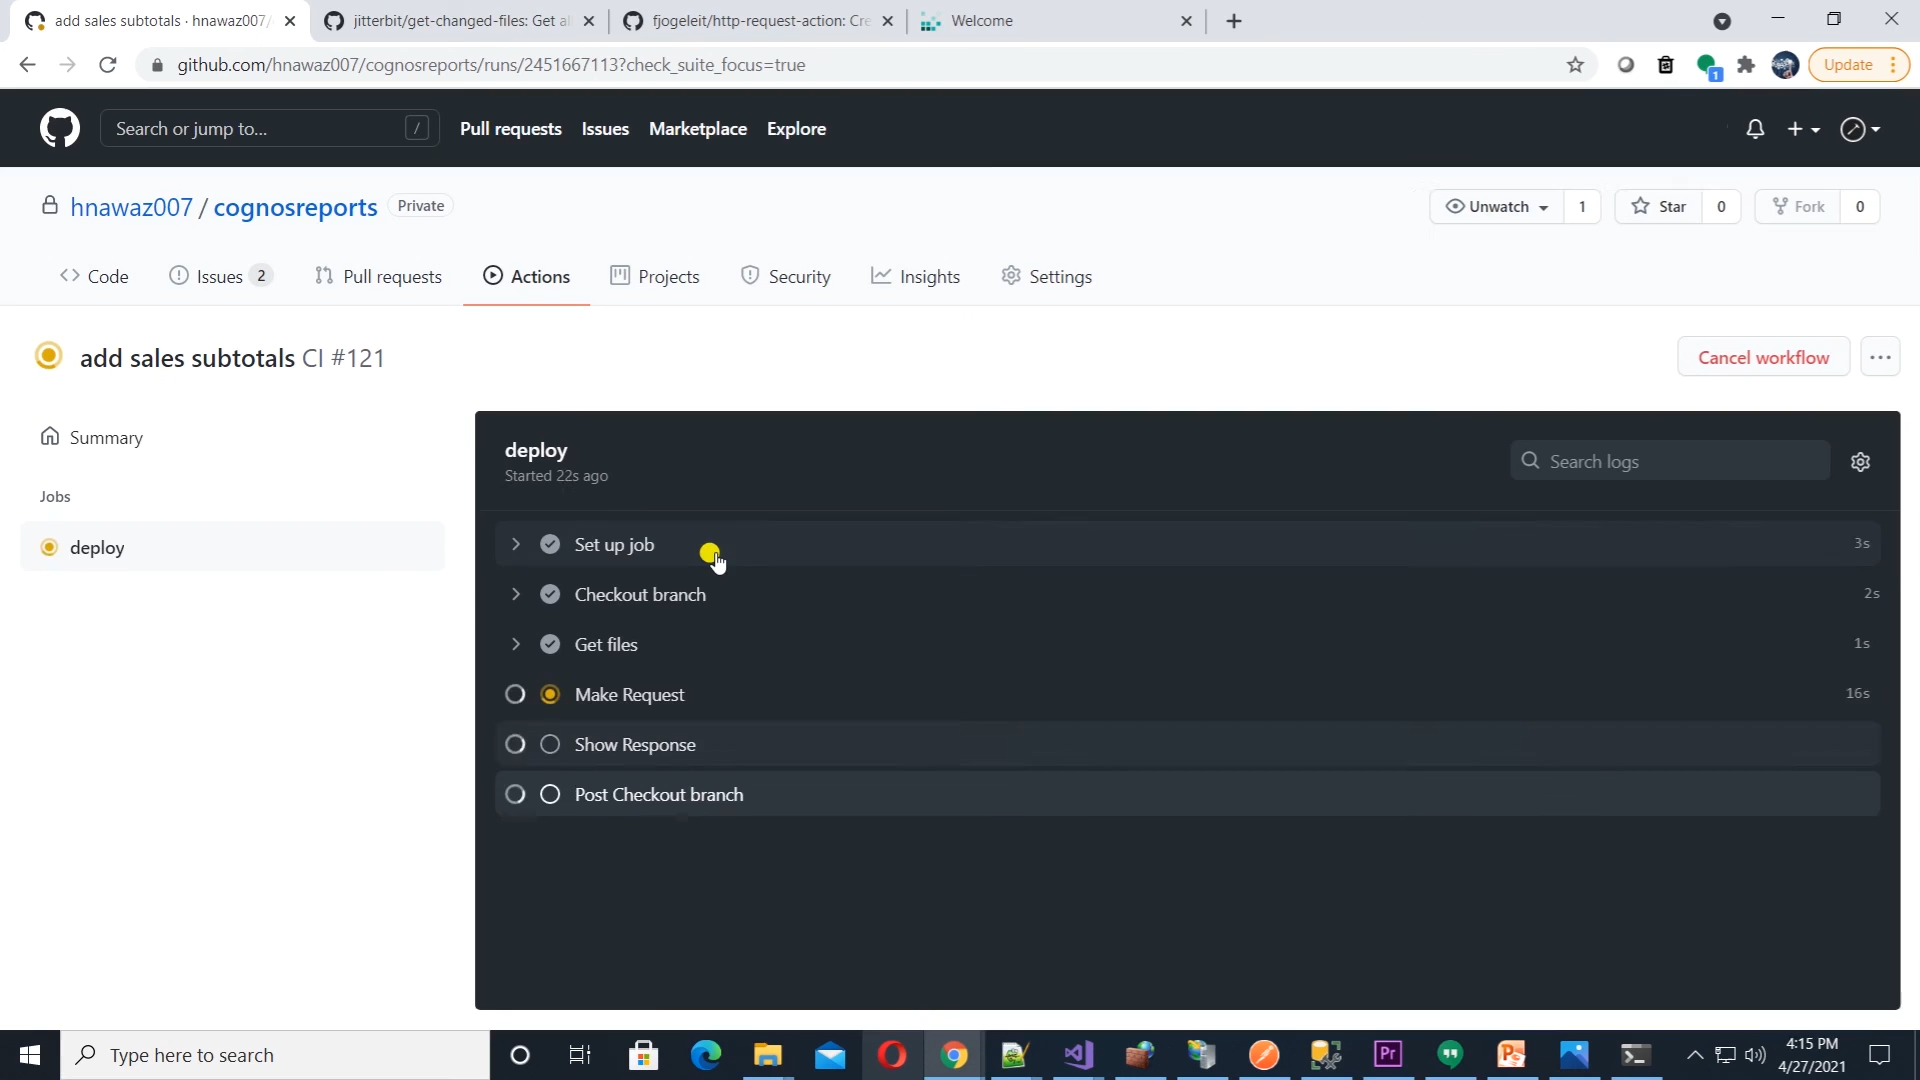 add sales subtotals · hnawaz007/
jitterbit/get-changed-files: Get al
fjogeleit/http-request-action: Cre
Welcome
github.com/hnawaz007/cognosreports/runs/2451667113?check_suite_focus=true
1
Update
Search or jump to...
/
Pull requests
Issues
Marketplace
Explore
hnawaz007 / cognosreports
Private
Unwatch
1
Star
0
Fork
0
Code
Issues 2
Pull requests
Actions
Projects
Security
Insights
Settings
add sales subtotals CI #121
Cancel workflow
Summary
Jobs
deploy
deploy
Started 22s ago
Search logs
Set up job
3s
Checkout branch
2s
Get files
1s
Make Request
16s
Show Response
Post Checkout branch
Type here to search
Pr
4:15 PM
4/27/2021